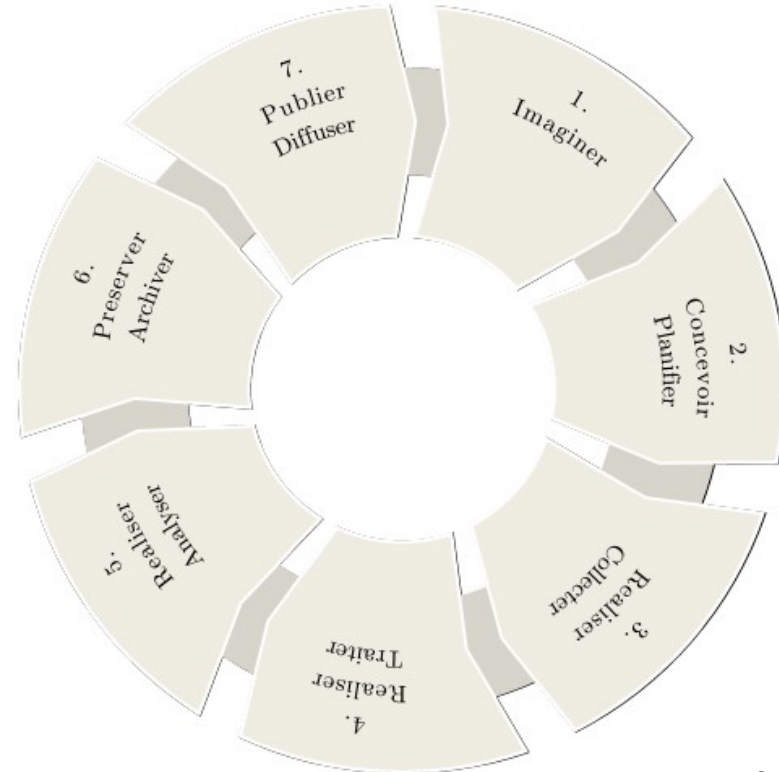 1.
Imaginer
2.
Concevoir
Planifier
3.
Realiser
Collecter
4.
Realiser
Traiter
5.
Realiser
Analyser
6.
Preserver
Archiver
7.
Publier
Diffuser